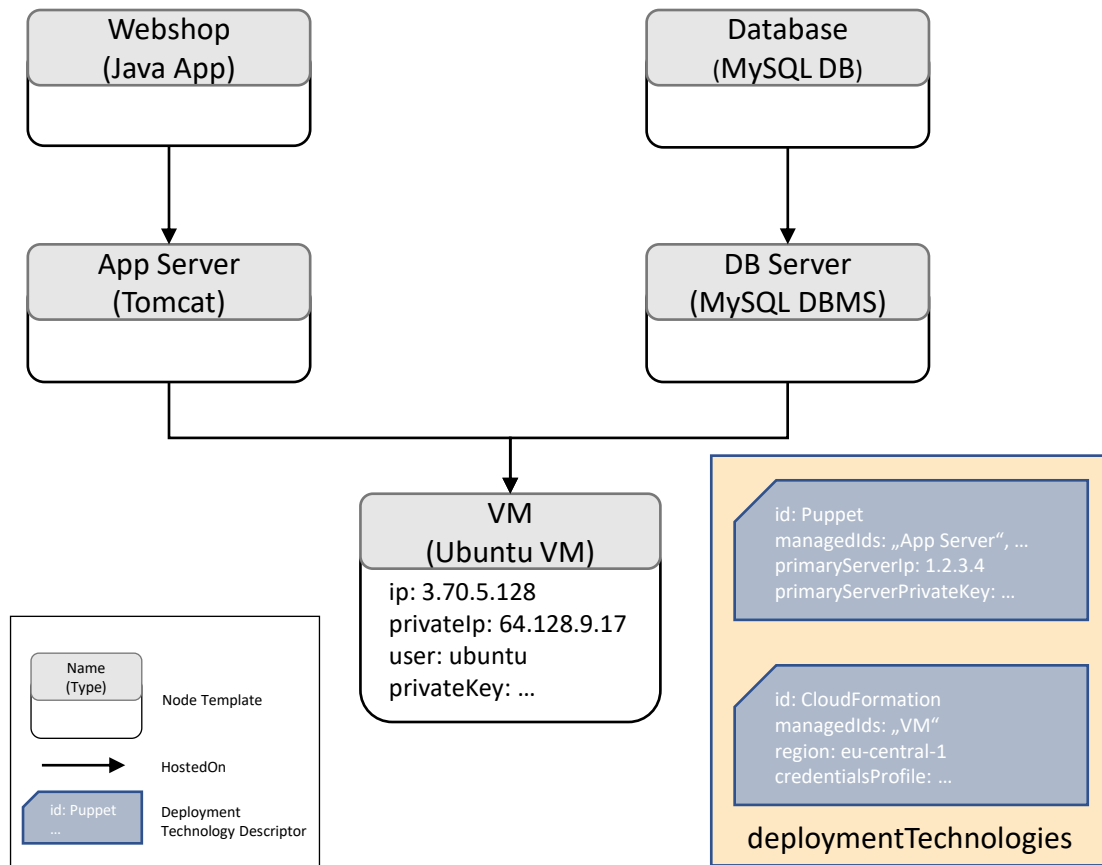 Webshop
(Java App)
Database
(MySQL DB)
App Server
(Tomcat)
DB Server
(MySQL DBMS)
VM
(Ubuntu VM)
ip: 3.70.5.128
privateIp: 64.128.9.17
user: ubuntu
privateKey: …
id: Puppet
managedIds: „App Server“, …
primaryServerIp: 1.2.3.4
primaryServerPrivateKey: …
id: CloudFormation
managedIds: „VM“
region: eu-central-1
credentialsProfile: …
deploymentTechnologies
Name
(Type)
Node Template
HostedOn
id: Puppet
…
Deployment
Technology Descriptor